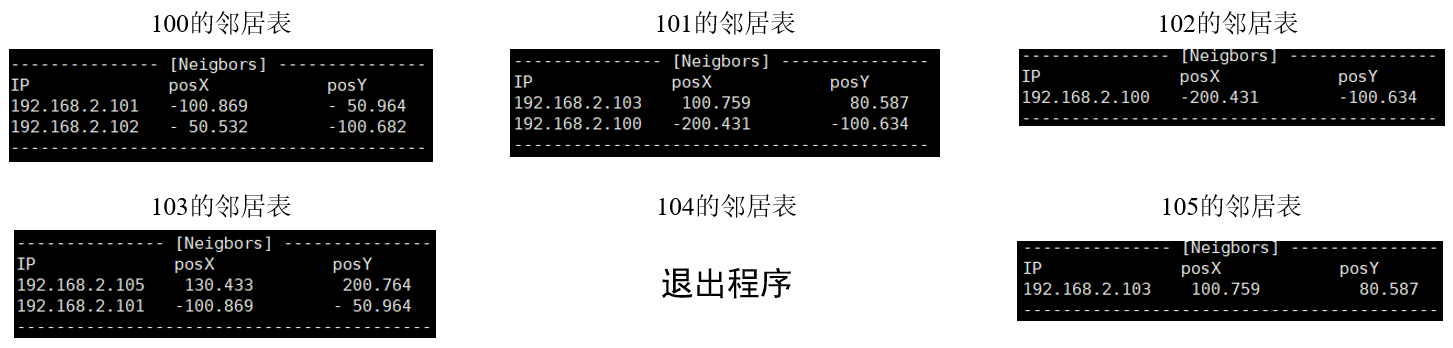 100的邻居表
--------------- [Neigbors] ---------------
IP posX posY
192.168.2.101 -100.869 - 50.964
192.168.2.102 - 50.532 -100.682
------------------------------------------
101的邻居表
--------------- [Neigbors] ---------------
IP posX posY
192.168.2.103 100.759 80.587
192.168.2.100 -200.431 -100.634
------------------------------------------
102的邻居表
--------------- [Neigbors] ---------------
IP posX posY
192.168.2.100 -200.431 -100.634
------------------------------------------
103的邻居表
--------------- [Neigbors] ---------------
IP posX posY
192.168.2.105 130.433 200.764
192.168.2.101 -100.869 - 50.964
------------------------------------------
104的邻居表
退出程序
105的邻居表
--------------- [Neigbors] ---------------
IP posX posY
192.168.2.103 100.759 80.587
------------------------------------------